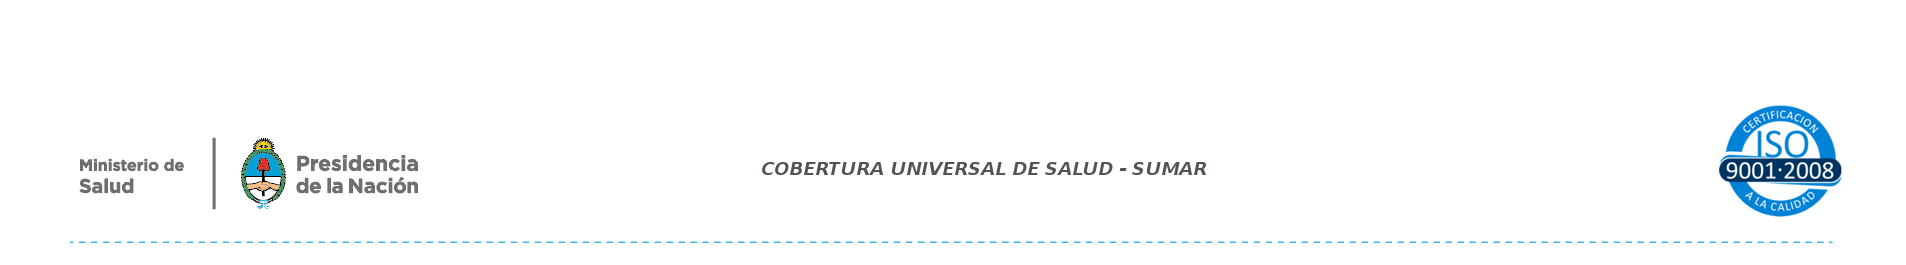 Ministerio de
Salud
Presidencia
de la Nación
COBERTURA UNIVERSAL DE SALUD - SUMAR
CERTIFICACION
ISO
9001·2008
A LA CALIDAD